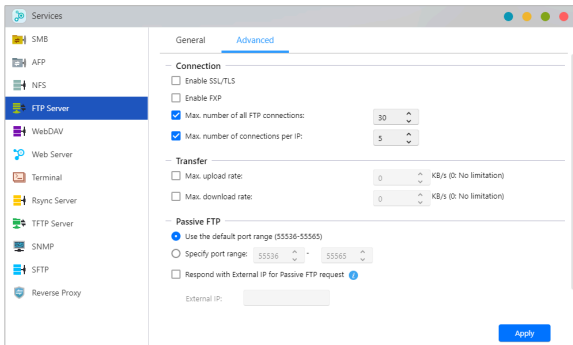 Services
SMB
AFP
NFS
FTP Server
WebDAV
Web Server
Terminal
Rsync Server
TFTP Server
SNMP
SFTP
Reverse Proxy
General Advanced
Connection
Enable SSL/TLS
Enable FXP
Max. number of all FTP connections: 30
Max. number of connections per IP: 5
Transfer
Max. upload rate: 0 KB/s (0: No limitation)
Max. download rate: 0 KB/s (0: No limitation)
Passive FTP
Use the default port range (55536-55565)
Specify port range: 55536 - 55565
Respond with External IP for Passive FTP request i
External IP:
Apply